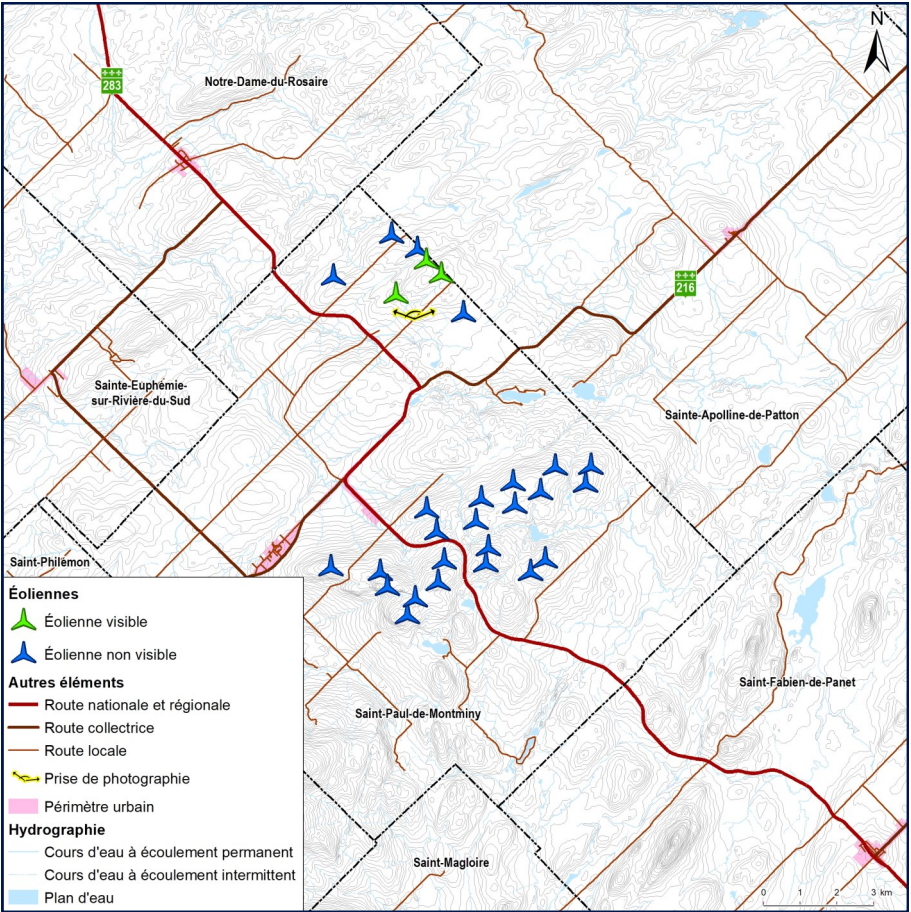 N
283
Notre-Dame-du-Rosaire
216
Sainte-Euphémie-
sur-Rivière-du-Sud
Sainte-Apolline-de-Patton
Saint-Philémon
Saint-Fabien-de-Panet
Saint-Paul-de-Montminy
Saint-Magloire
Éoliennes
Éolienne visible
Éolienne non visible
Autres éléments
Route nationale et régionale
Route collectrice
Route locale
Prise de photographie
Périmètre urbain
Hydrographie
Cours d'eau à écoulement permanent
Cours d'eau à écoulement intermittent
Plan d'eau
0 1 2 3 km